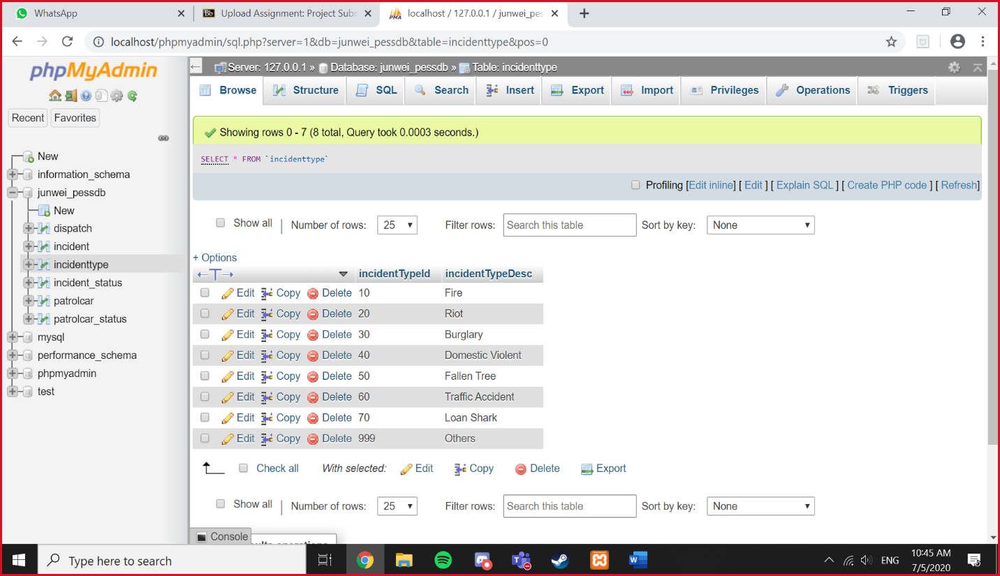 WhatsApp
Bb Upload Assignment: Project Subm
PMA localhost / 127.0.0.1 / junwei_pes
localhost/phpmyadmin/sql.php?server=1&db=junwei_pessdb&table=incidenttype&pos=0
phpMyAdmin
Recent Favorites
New
information_schema
junwei_pessdb
New
dispatch
incident
incidenttype
incident_status
patrolcar
patrolcar_status
mysql
performance_schema
phpmyadmin
test
Server: 127.0.0.1 » Database: junwei_pessdb » Table: incidenttype
Browse Structure SQL Search Insert Export Import Privileges Operations Triggers
Showing rows 0 - 7 (8 total, Query took 0.0003 seconds.)
SELECT * FROM `incidenttype`
Profiling [Edit inline] [ Edit ] [ Explain SQL ] [ Create PHP code ] [ Refresh]
Show all | Number of rows: 25 Filter rows: Search this table Sort by key: None
+ Options
←T→ incidentTypeId incidentTypeDesc
Edit Copy Delete 10 Fire
Edit Copy Delete 20 Riot
Edit Copy Delete 30 Burglary
Edit Copy Delete 40 Domestic Violent
Edit Copy Delete 50 Fallen Tree
Edit Copy Delete 60 Traffic Accident
Edit Copy Delete 70 Loan Shark
Edit Copy Delete 999 Others
Check all With selected: Edit Copy Delete Export
Show all | Number of rows: 25 Filter rows: Search this table Sort by key: None
Console
Type here to search
ENG
10:45 AM
7/5/2020